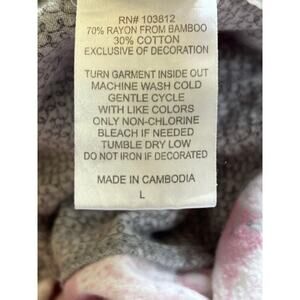 RN# 103812
70% RAYON FROM BAMBOO
30% COTTON
EXCLUSIVE OF DECORATION
TURN GARMENT INSIDE OUT
MACHINE WASH COLD
GENTLE CYCLE
WITH LIKE COLORS
ONLY NON-CHLORINE
BLEACH IF NEEDED
TUMBLE DRY LOW
DO NOT IRON IF DECORATED
MADE IN CAMBODIA
L